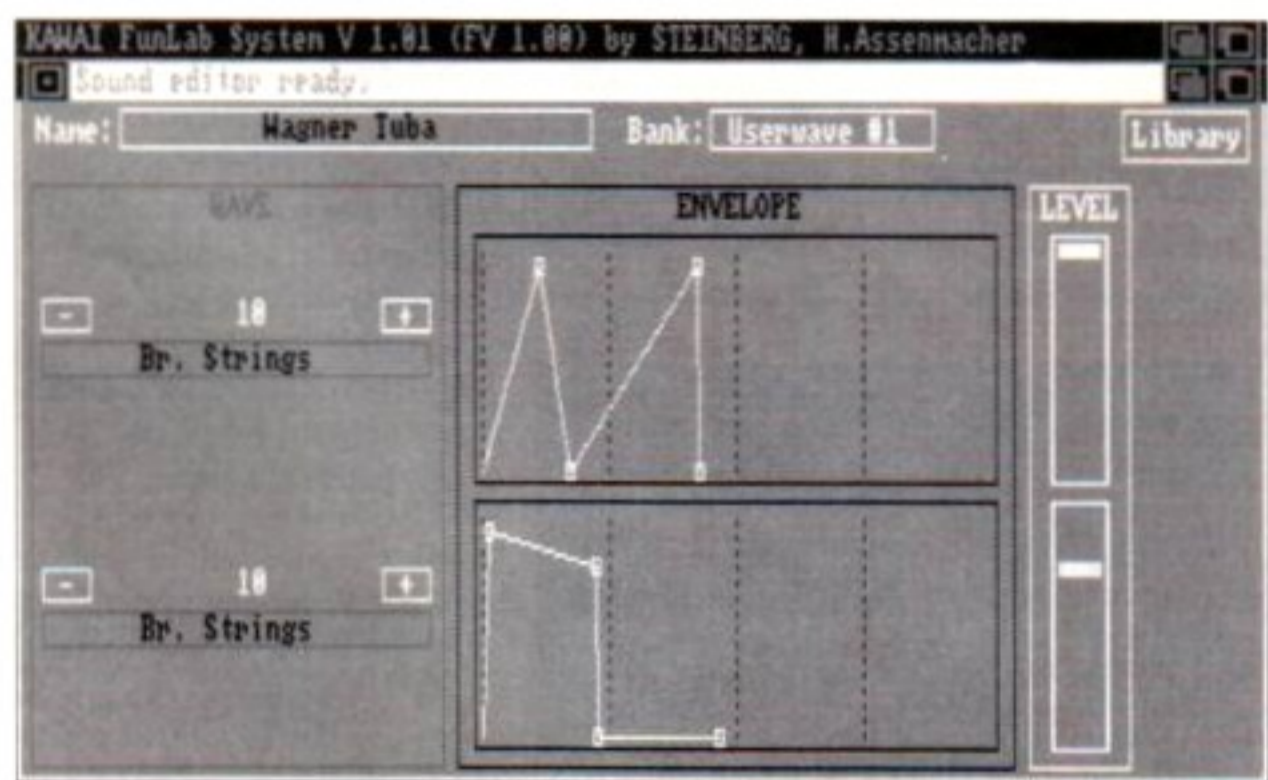 KAWAI FunLab System V 1.01 (FV 1.00) by STEINBERG, H.Assenmacher
Sound editor ready.
Name: Wagner Tuba Bank: Userwave #1 Library
WAVE
ENVELOPE
LEVEL
- 10 +
Br. Strings
- 10 +
Br. Strings